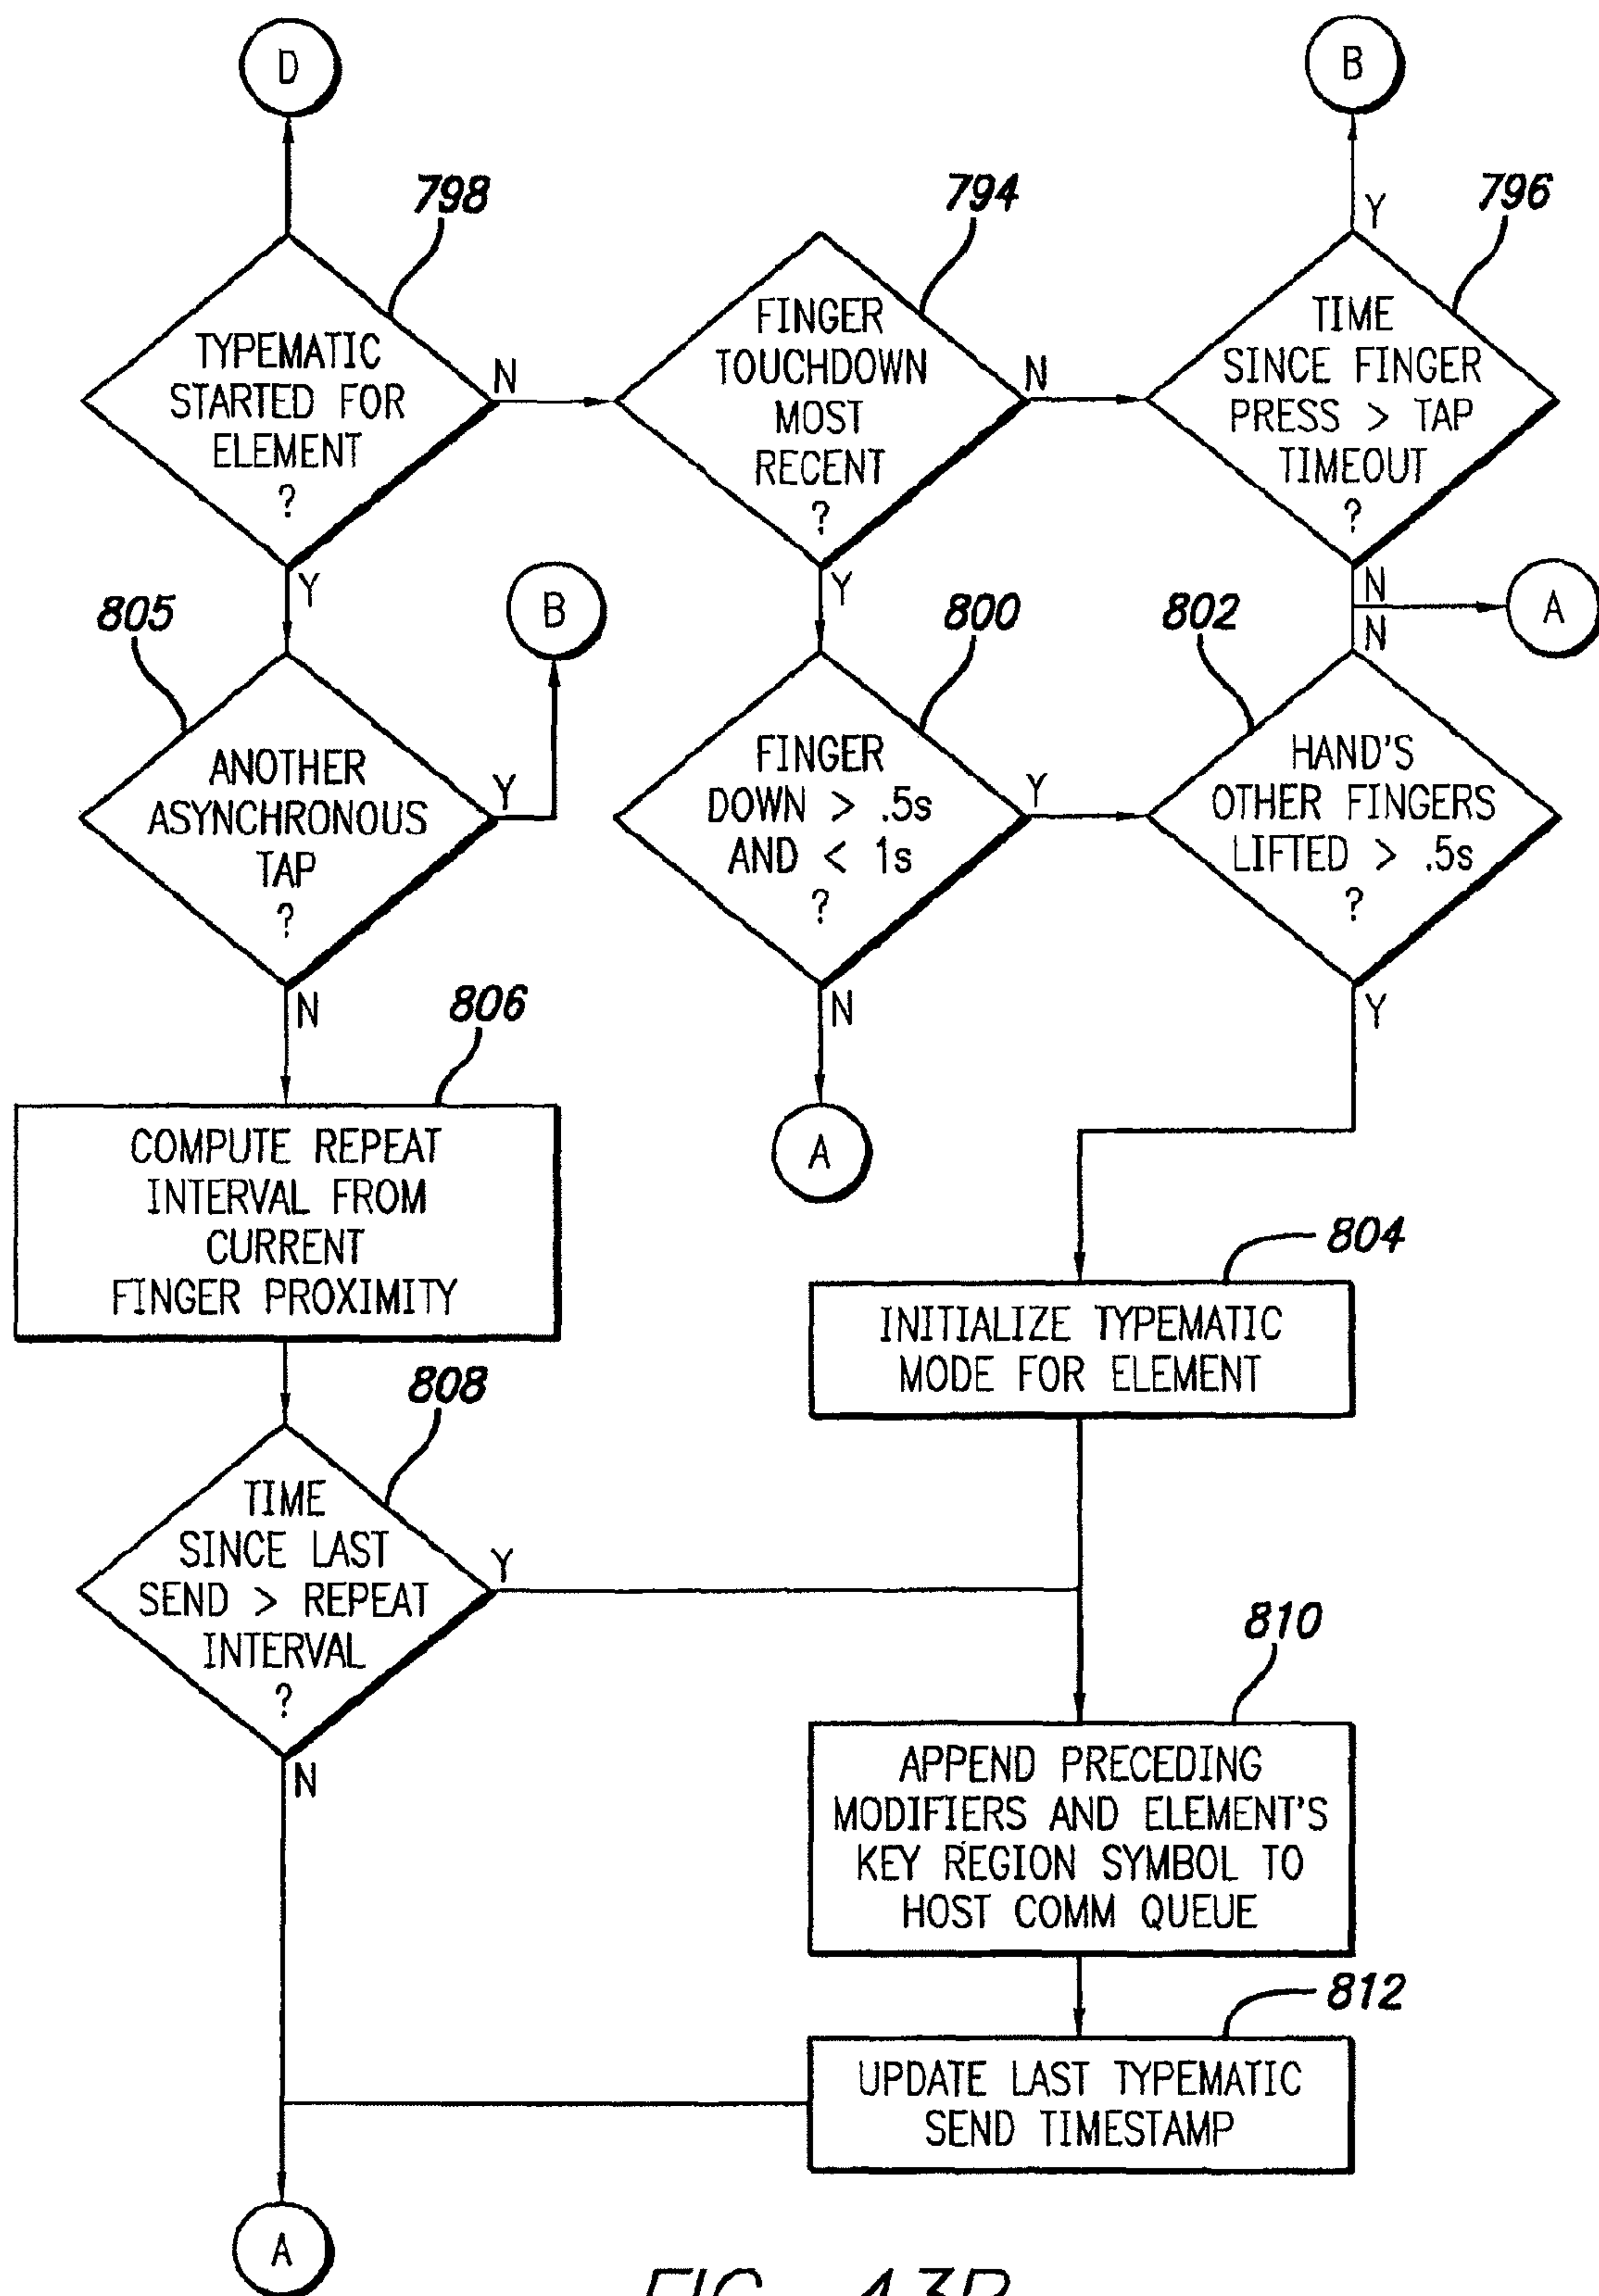 D
B
798
794
796
Y
TYPEMATIC
STARTED FOR
ELEMENT
?
N
FINGER
TOUCHDOWN
MOST
RECENT
?
N
TIME
SINCE FINGER
PRESS > TAP
TIMEOUT
?
Y
Y
N
A
N
805
B
800
802
ANOTHER
ASYNCHRONOUS
TAP
?
Y
FINGER
DOWN > .5s
AND < 1s
?
Y
HAND'S
OTHER FINGERS
LIFTED > .5s
?
N
N
Y
806
COMPUTE REPEAT
INTERVAL FROM
CURRENT
FINGER PROXIMITY
A
804
INITIALIZE TYPEMATIC
MODE FOR ELEMENT
808
TIME
SINCE LAST
SEND > REPEAT
INTERVAL
?
Y
N
810
APPEND PRECEDING
MODIFIERS AND ELEMENT'S
KEY REGION SYMBOL TO
HOST COMM QUEUE
812
UPDATE LAST TYPEMATIC
SEND TIMESTAMP
A